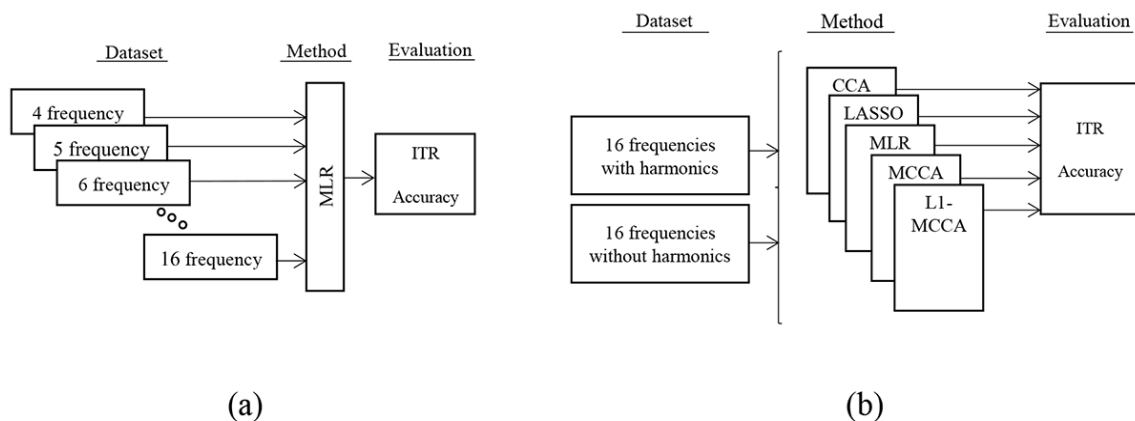 Dataset
Method
Evaluation
4 frequency
5 frequency
6 frequency
16 frequency
MLR
ITR
Accuracy
(a)
Dataset
Method
Evaluation
16 frequencies
with harmonics
16 frequencies
without harmonics
CCA
LASSO
MLR
MCCA
L1-
MCCA
ITR
Accuracy
(b)